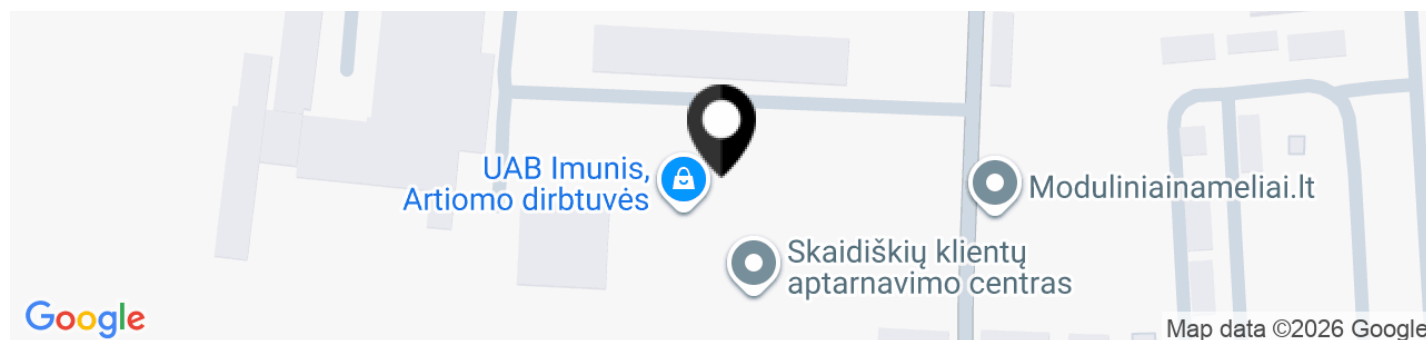 UAB Imunis,
Artiomo dirbtuvės
Moduliniainameliai.lt
Skaidiškių klientų
aptarnavimo centras
Google
Map data ©2026 Google